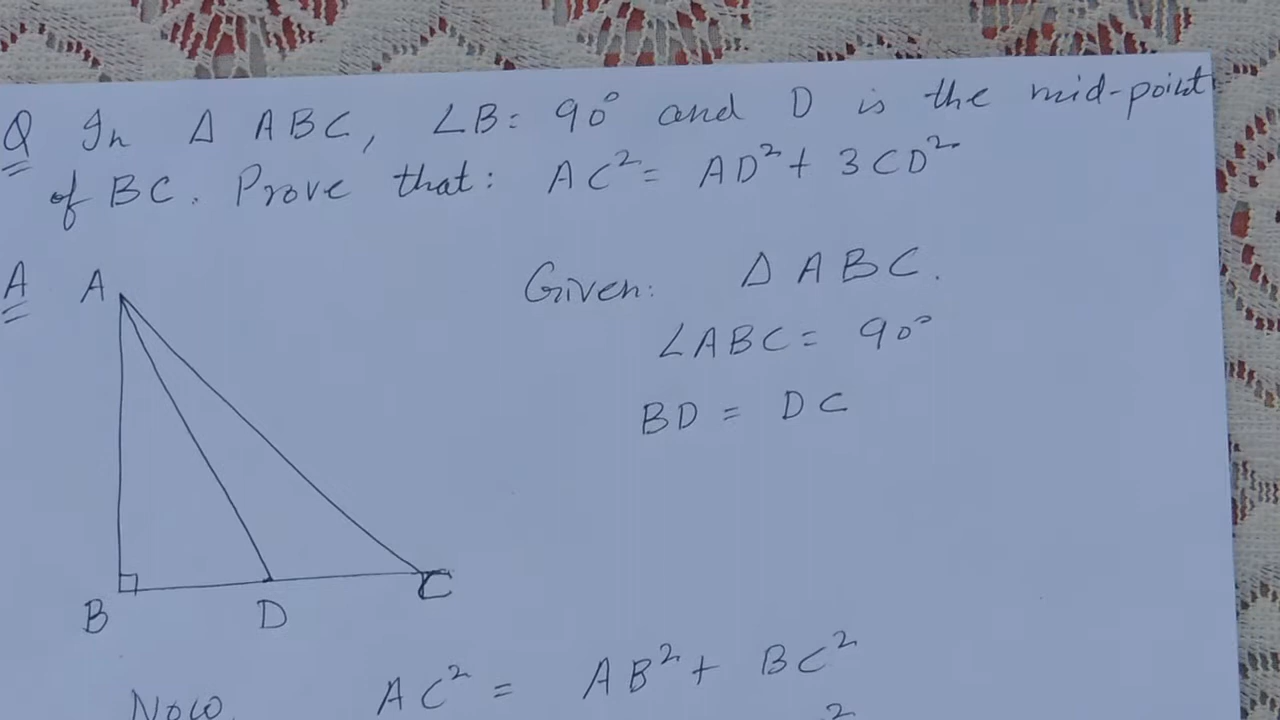 Q In Δ ABC, ∠B = 90° and D is the mid-point
of BC. Prove that: AC² = AD² + 3CD²
A
A
Given: Δ ABC.
∠ABC = 90°
BD = DC
B D C
Now, AC² = AB² + BC²
2